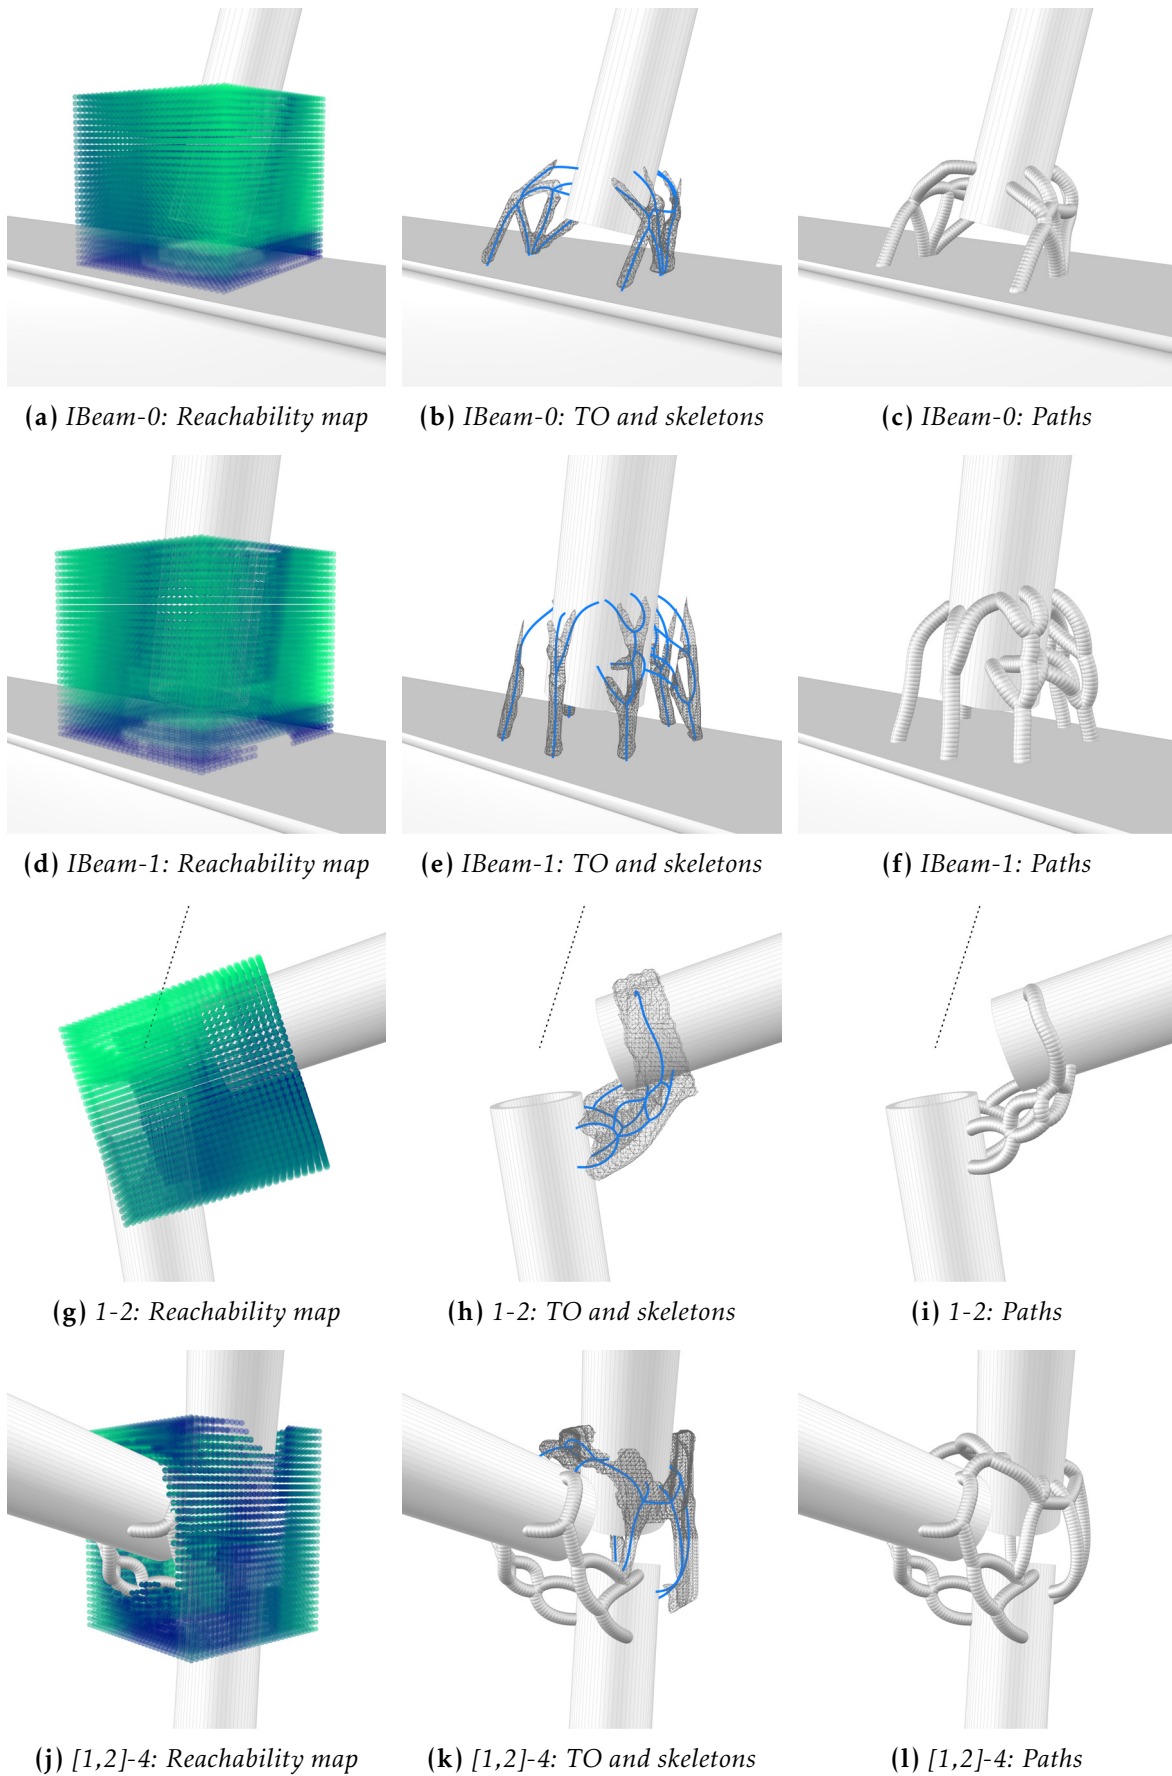 (a) IBeam-0: Reachability map
(b) IBeam-0: TO and skeletons
(c) IBeam-0: Paths
(d) IBeam-1: Reachability map
(e) IBeam-1: TO and skeletons
(f) IBeam-1: Paths
(g) 1-2: Reachability map
(h) 1-2: TO and skeletons
(i) 1-2: Paths
(j) [1,2]-4: Reachability map
(k) [1,2]-4: TO and skeletons
(l) [1,2]-4: Paths